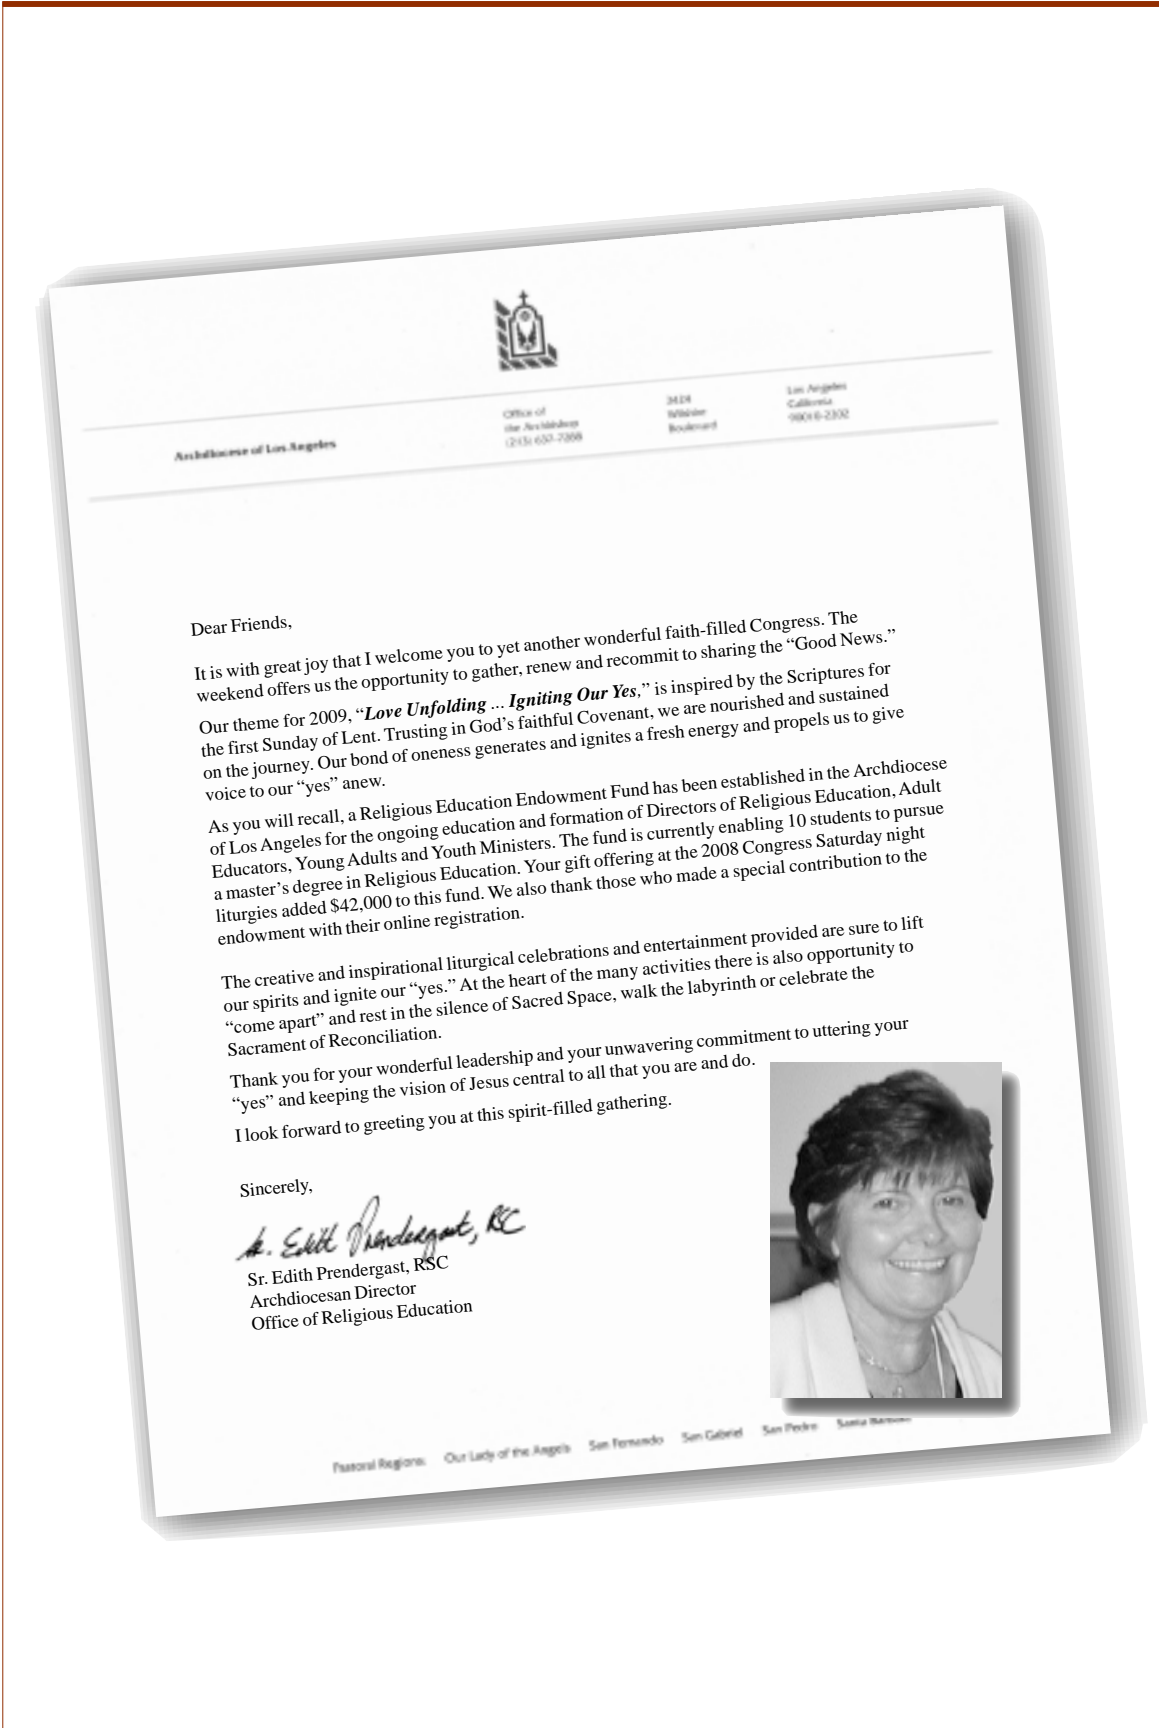 Archdiocese of Los Angeles
Office of
the Archbishop
(213) 637-7288
3424
Wilshire
Boulevard
Los Angeles
California
90010-2202
Dear Friends,
It is with great joy that I welcome you to yet another wonderful faith-filled Congress. The
weekend offers us the opportunity to gather, renew and recommit to sharing the “Good News.”
Our theme for 2009, “Love Unfolding ... Igniting Our Yes,” is inspired by the Scriptures for
the first Sunday of Lent. Trusting in God’s faithful Covenant, we are nourished and sustained
on the journey. Our bond of oneness generates and ignites a fresh energy and propels us to give
voice to our “yes” anew.
As you will recall, a Religious Education Endowment Fund has been established in the Archdiocese
of Los Angeles for the ongoing education and formation of Directors of Religious Education, Adult
Educators, Young Adults and Youth Ministers. The fund is currently enabling 10 students to pursue
a master’s degree in Religious Education. Your gift offering at the 2008 Congress Saturday night
liturgies added $42,000 to this fund. We also thank those who made a special contribution to the
endowment with their online registration.
The creative and inspirational liturgical celebrations and entertainment provided are sure to lift
our spirits and ignite our “yes.” At the heart of the many activities there is also opportunity to
“come apart” and rest in the silence of Sacred Space, walk the labyrinth or celebrate the
Sacrament of Reconciliation.
Thank you for your wonderful leadership and your unwavering commitment to uttering your
“yes” and keeping the vision of Jesus central to all that you are and do.
I look forward to greeting you at this spirit-filled gathering.
Sincerely,
Sr. Edith Prendergast, RSC
Sr. Edith Prendergast, RSC
Archdiocesan Director
Office of Religious Education
Pastoral Regions: Our Lady of the Angels San Fernando San Gabriel San Pedro Santa Barbara